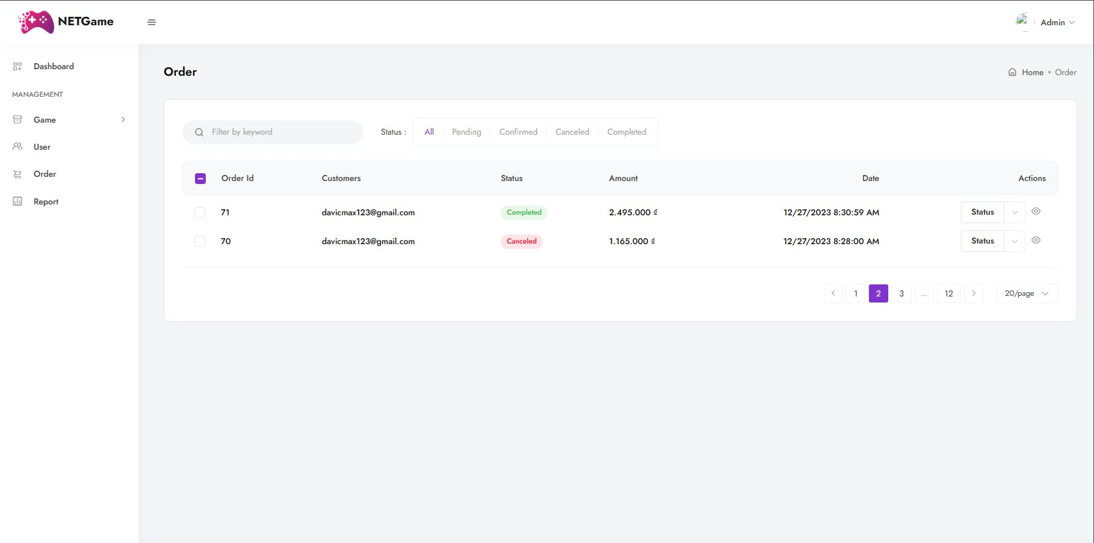 NETGame
Admin
Dashboard
MANAGEMENT
Game
User
Order
Report
Order
Home • Order
Filter by keyword
Status : All Pending Confirmed Canceled Completed
Order Id Customers Status Amount Date Actions
71 davicmax123@gmail.com Completed 2.495.000 ₫ 12/27/2023 8:30:59 AM Status
70 davicmax123@gmail.com Canceled 1.165.000 ₫ 12/27/2023 8:28:00 AM Status
1 2 3 ... 12 20/page